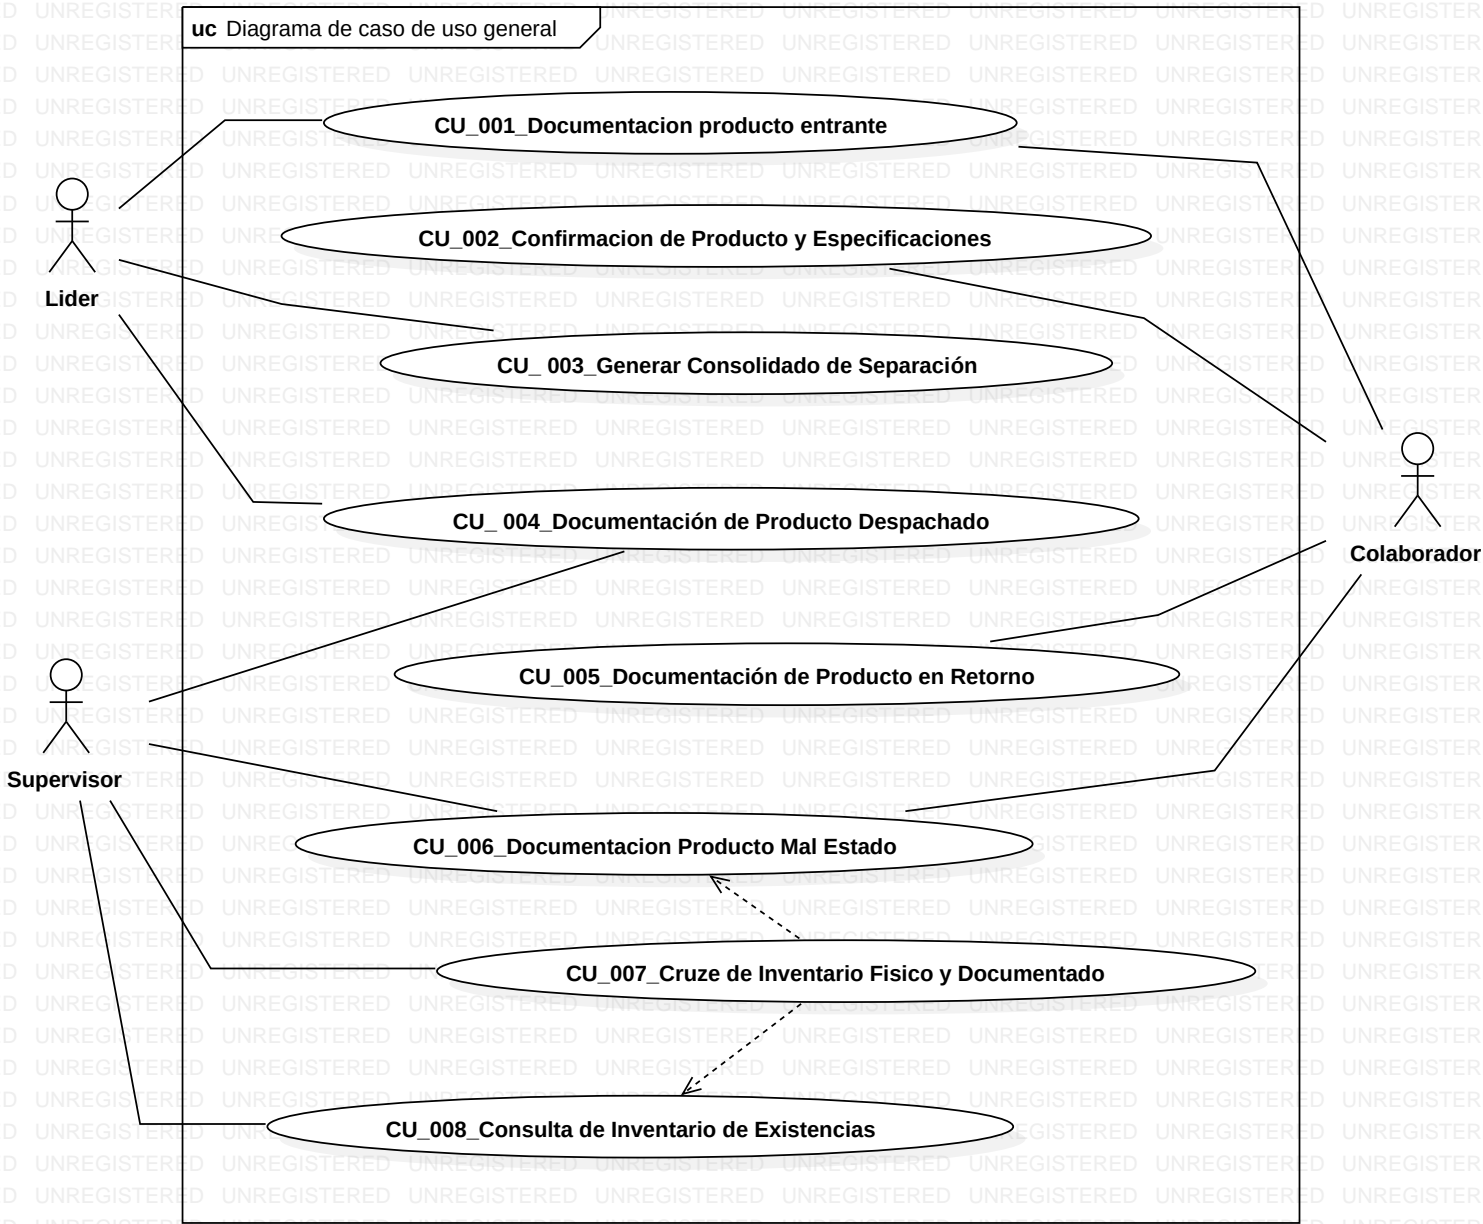 uc Diagrama de caso de uso general
CU_001_Documentacion producto entrante
CU_002_Confirmacion de Producto y Especificaciones
Lider
CU_ 003_Generar Consolidado de Separación
CU_ 004_Documentación de Producto Despachado
Colaborador
CU_005_Documentación de Producto en Retorno
Supervisor
CU_006_Documentacion Producto Mal Estado
CU_007_Cruze de Inventario Fisico y Documentado
CU_008_Consulta de Inventario de Existencias
UNREGISTERED